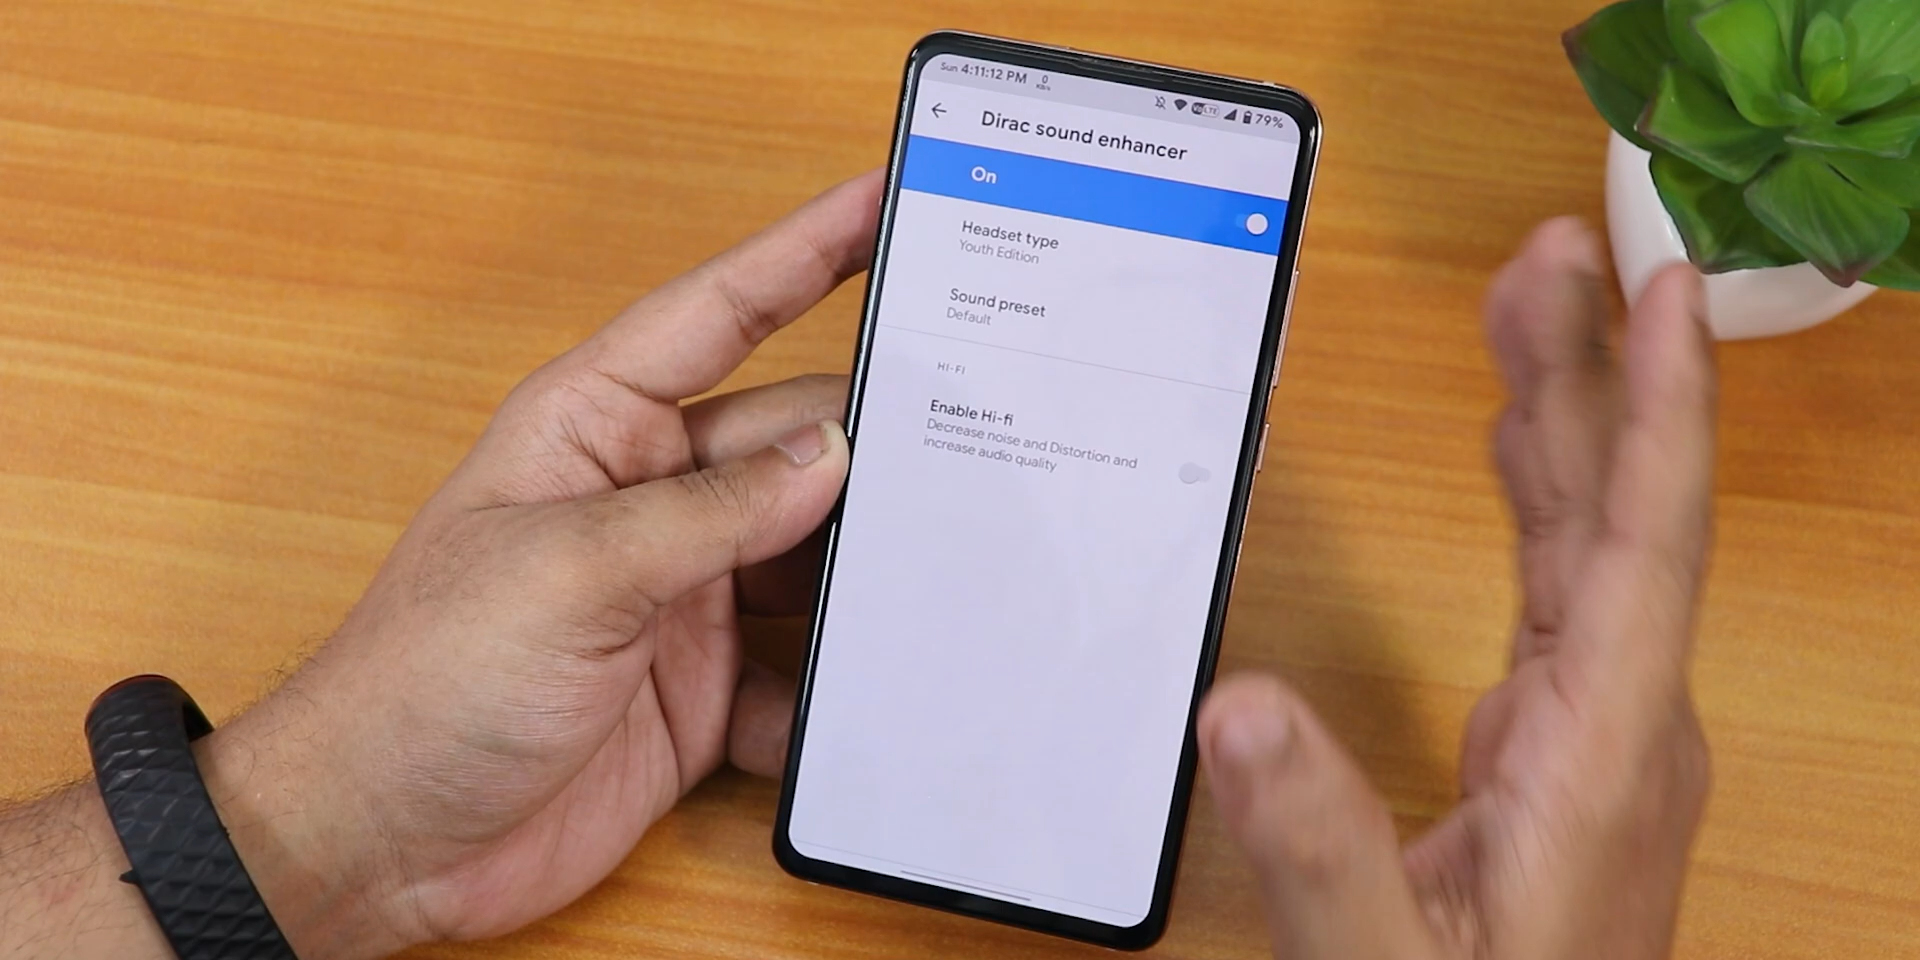 Sun 4:11:12 PM 0 KB/s VoLTE 79%
Dirac sound enhancer
On
Headset type
Youth Edition
Sound preset
Default
HI-FI
Enable Hi-fi
Decrease noise and Distortion and
increase audio quality